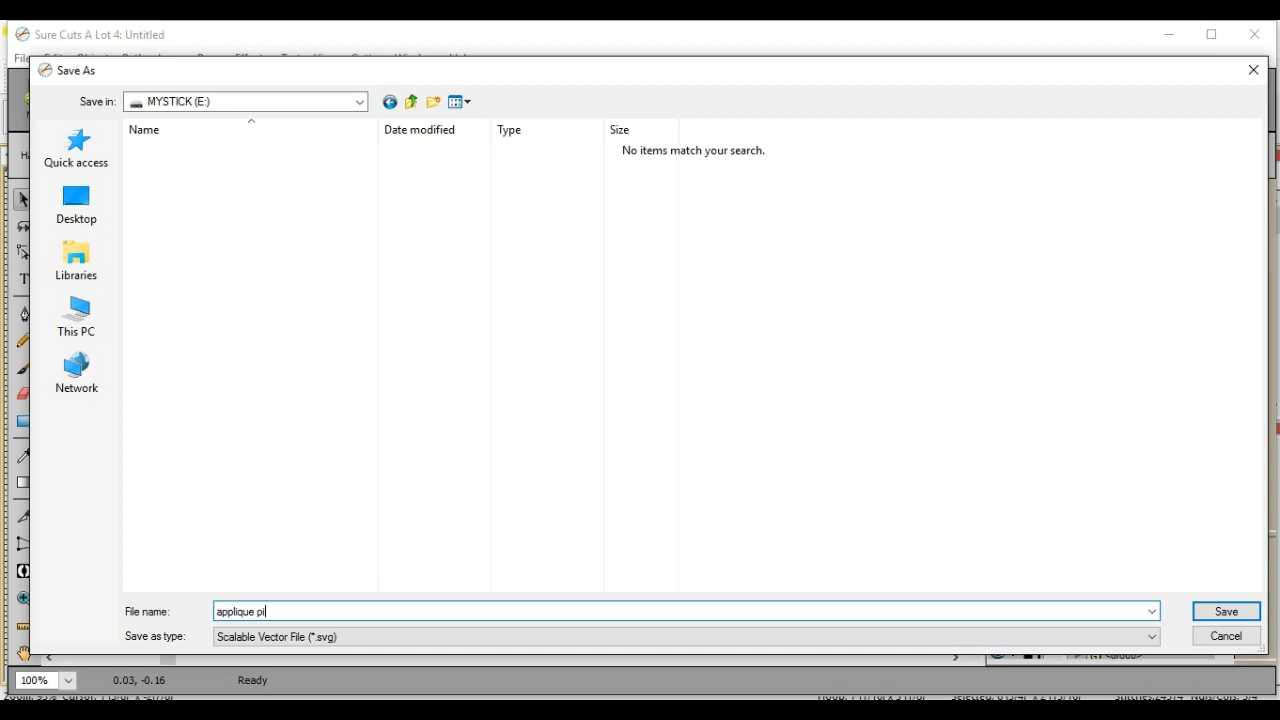 Sure Cuts A Lot 4: Untitled
File
Save As
Save in: MYSTICK (E:)
Name Date modified Type Size
No items match your search.
Quick access
Desktop
Libraries
This PC
Network
File name: applique pi Save
Save as type: Scalable Vector File (*.svg) Cancel
100% 0.03, -0.16 Ready